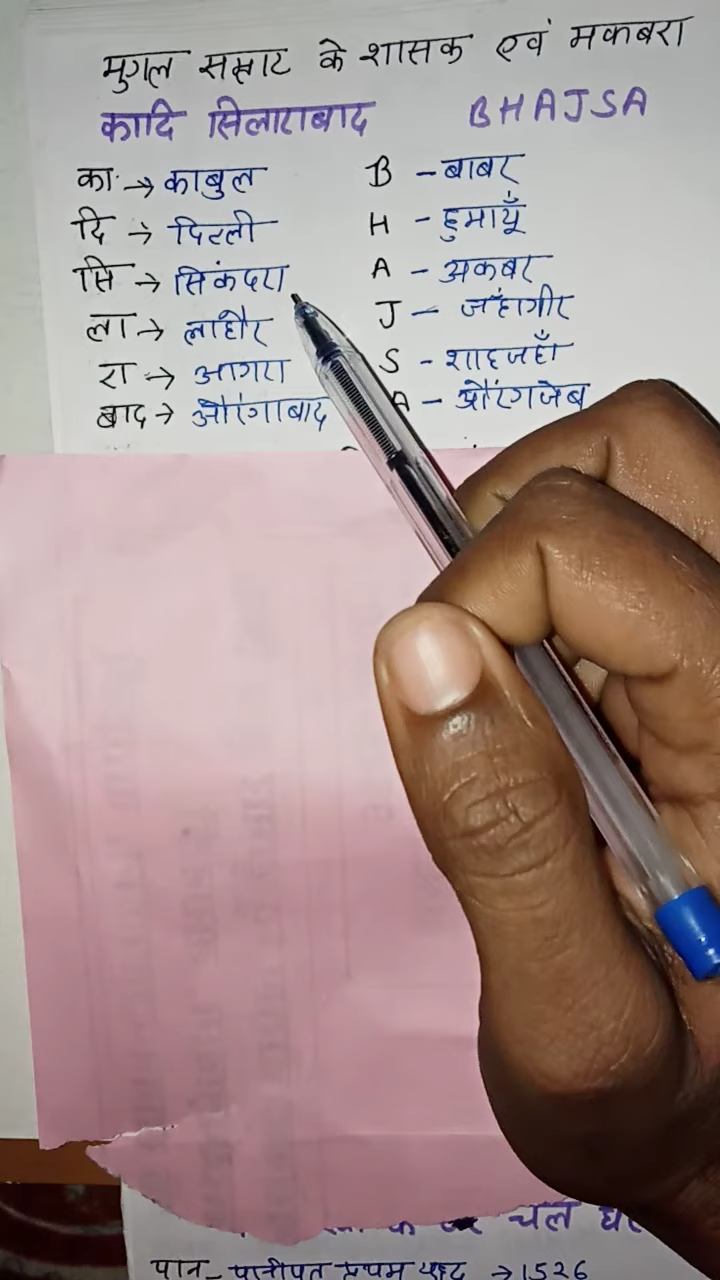 मुगल सम्राट के शासक एवं मकबरा
कादि सिलाराबाद BHAJSA
का → काबुल B - बाबर
दि → दिल्ली H - हुमायूँ
सि → सिकंदरा A - अकबर
ला → लाहौर J - जहाँगीर
रा → आगरा S - शाहजहाँ
बाद → औरंगाबाद A - औरंगजेब
चले
पान - पानीपत प्रथम युद्ध → 1526